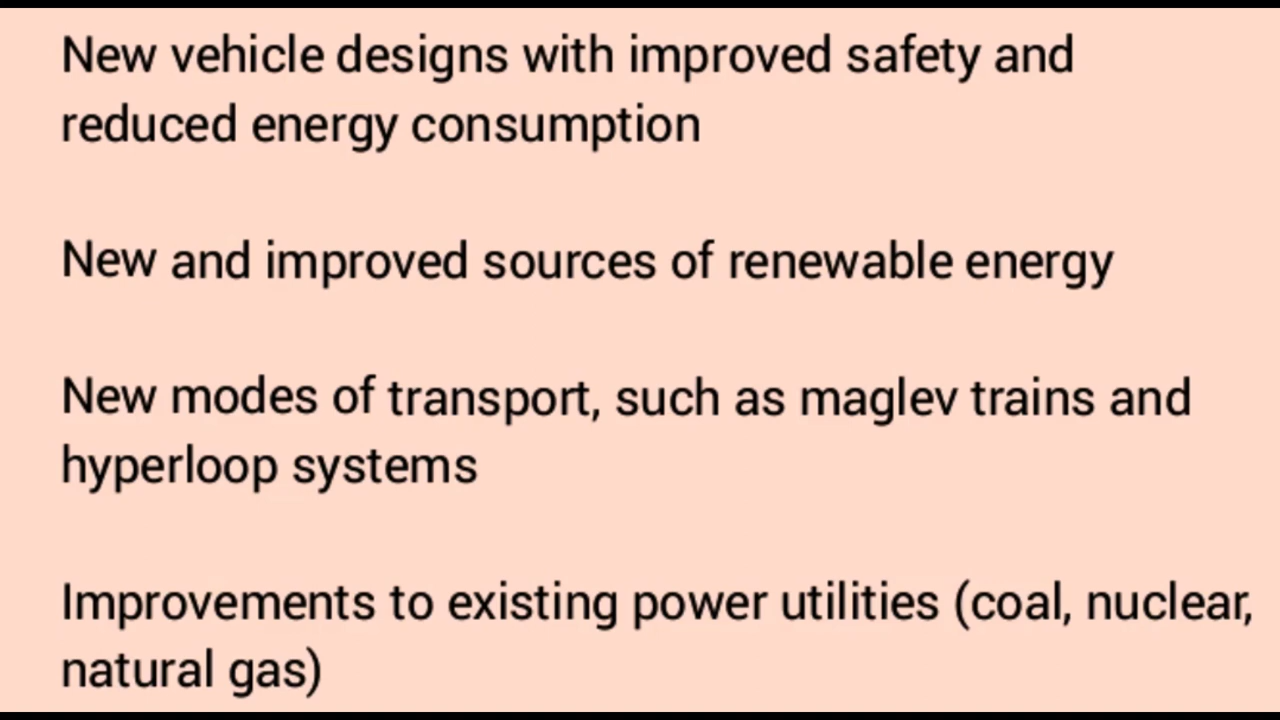 New vehicle designs with improved safety and
reduced energy consumption
New and improved sources of renewable energy
New modes of transport, such as maglev trains and
hyperloop systems
Improvements to existing power utilities (coal, nuclear,
natural gas)